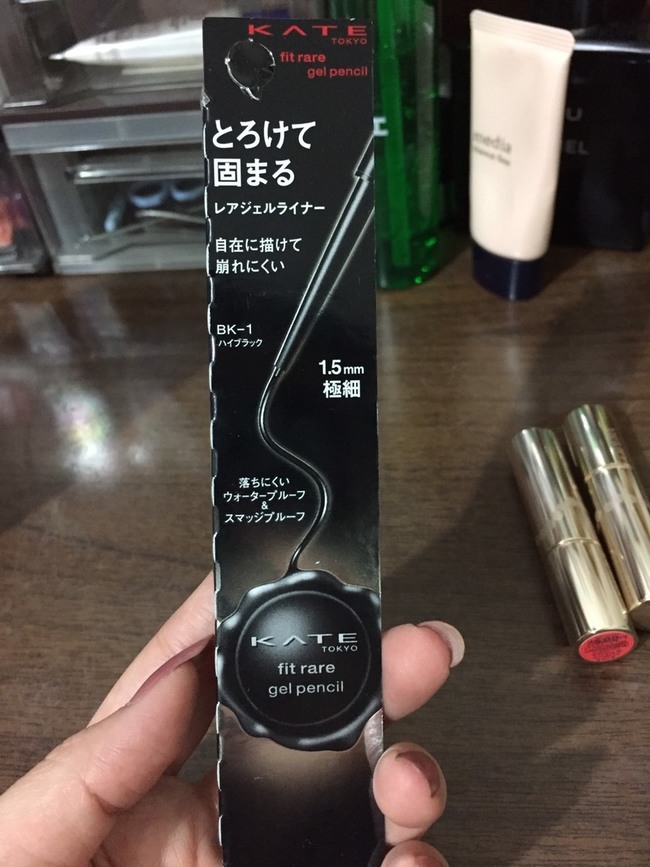 KATE
TOKYO
fit rare
gel pencil
とろけて
固まる
レアジェルライナー
自在に描けて
崩れにくい
BK-1
ハイブラック
1.5mm
極細
落ちにくい
ウォータープルーフ
&
スマッジプルーフ
KATE
TOKYO
fit rare
gel pencil
media